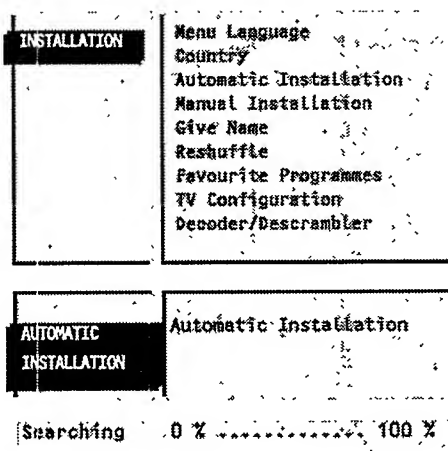 INSTALLATION
Menu Language
Country
Automatic Installation
Manual Installation
Give Name
Reshuffle
Favourite Programmes
TV Configuration
Decoder/Descrambler
AUTOMATIC
INSTALLATION
Automatic Installation
Searching 0 % .............. 100 %